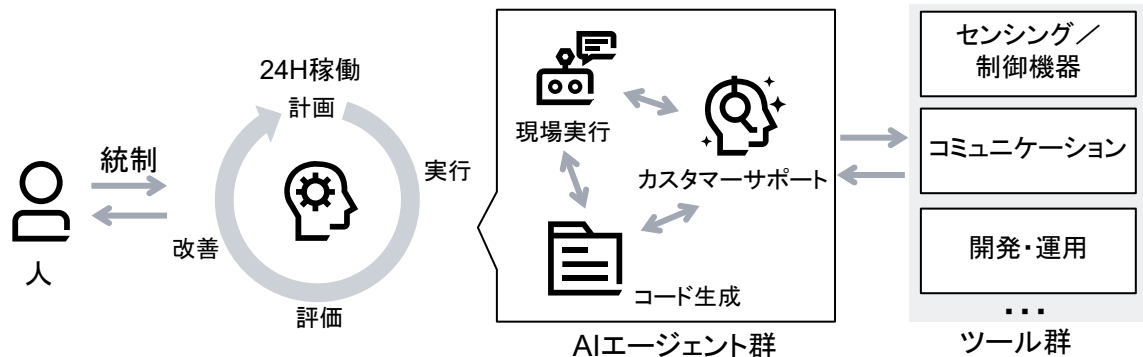 人
統制
24H稼働
計画
実行
評価
改善
現場実行
カスタマーサポート
コード生成
AIエージェント群
センシング／
制御機器
コミュニケーション
開発・運用
...
ツール群